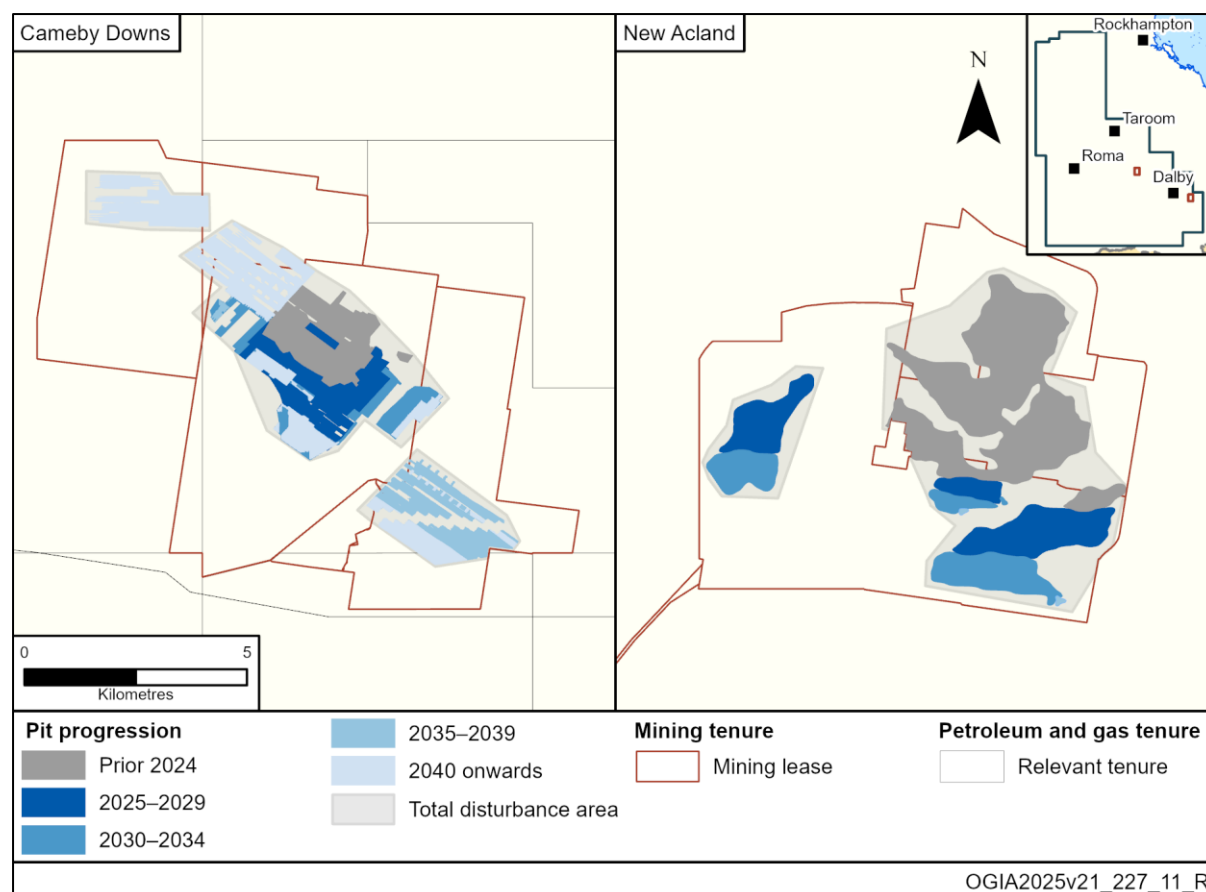 Cameby Downs
New Acland
N
Rockhampton
Taroom
Roma
Dalby
0 5
Kilometres
Pit progression
Prior 2024
2025–2029
2030–2034
2035–2039
2040 onwards
Total disturbance area
Mining tenure
Mining lease
Petroleum and gas tenure
Relevant tenure
OGIA2025v21_227_11_R